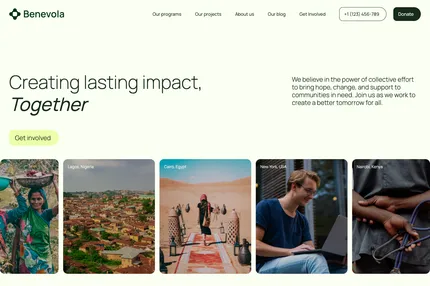 Benevola
Our programs
Our projects
About us
Our blog
Get Involved
+1 (123) 456-789
Donate
Creating lasting impact,
Together
We believe in the power of collective effort
to bring hope, change, and support to
communities in need. Join us as we work to
create a better tomorrow for all.
Get involved
Lagos, Nigeria
Cairo, Egypt
New York, USA
Nairobi, Kenya